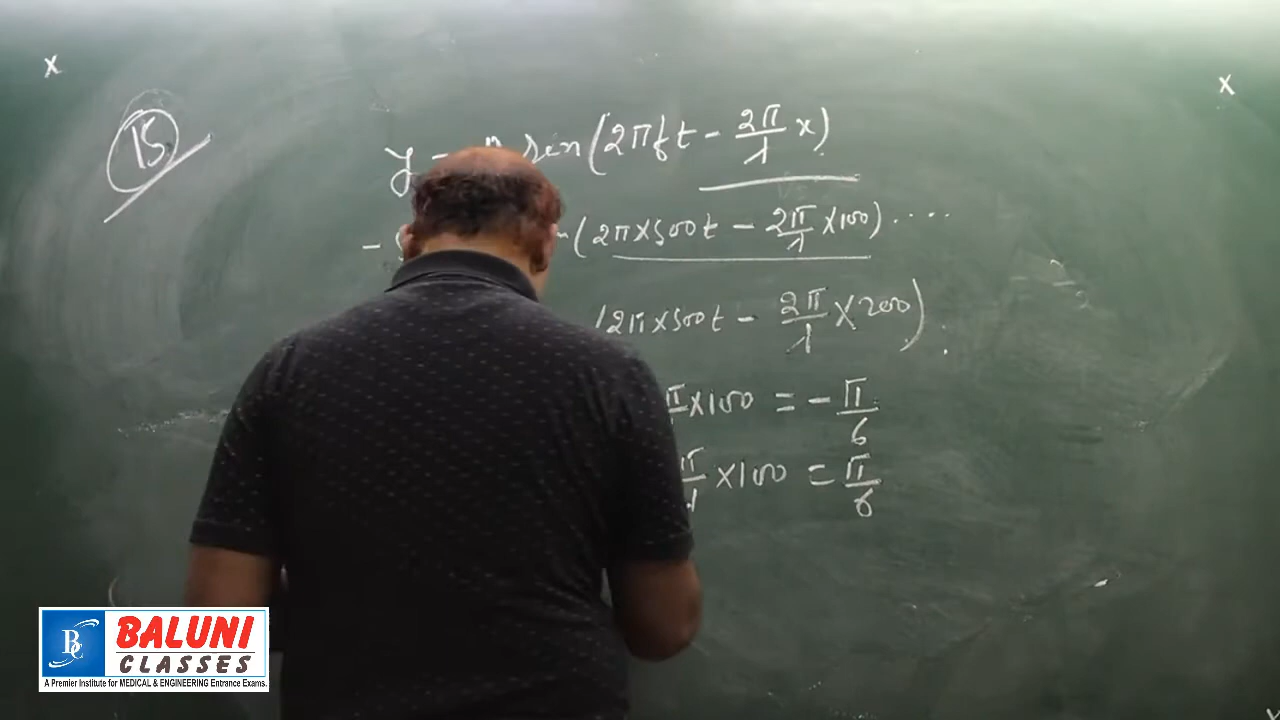 x
x
15
y = sin(2πft - 2π/λ x)
(2π×500t - 2π/λ ×100)....
2π×500t - 2π/λ ×200).
×100 = - π/6
×100 = π/6
BC
BALUNI
CLASSES
A Premier Institute for MEDICAL & ENGINEERING Entrance Exams.